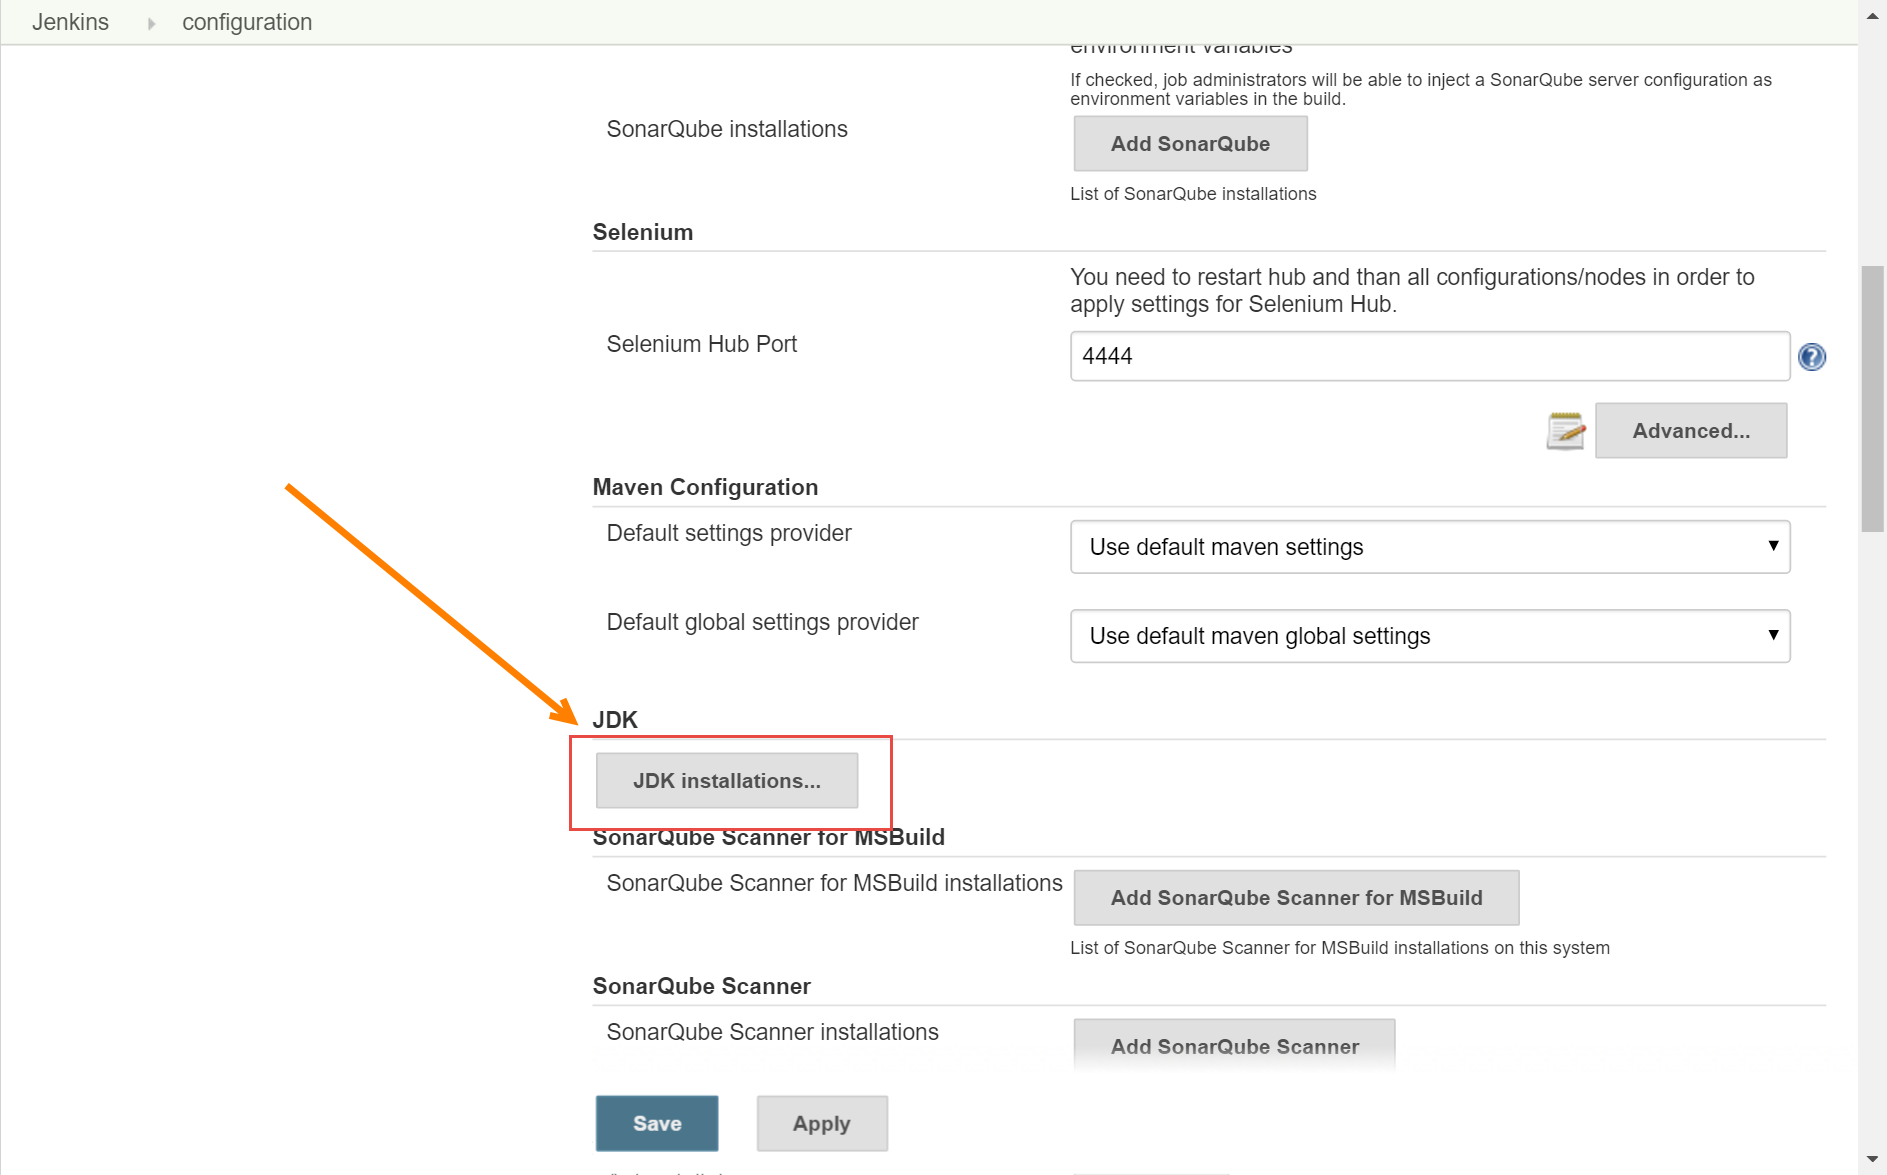 Jenkins configuration
environment variables
If checked, job administrators will be able to inject a SonarQube server configuration as
environment variables in the build.
SonarQube installations
Add SonarQube
List of SonarQube installations
Selenium
You need to restart hub and than all configurations/nodes in order to
apply settings for Selenium Hub.
Selenium Hub Port
4444
Advanced...
Maven Configuration
Default settings provider
Use default maven settings
Default global settings provider
Use default maven global settings
JDK
JDK installations...
SonarQube Scanner for MSBuild
SonarQube Scanner for MSBuild installations
Add SonarQube Scanner for MSBuild
List of SonarQube Scanner for MSBuild installations on this system
SonarQube Scanner
SonarQube Scanner installations
Add SonarQube Scanner
Save
Apply